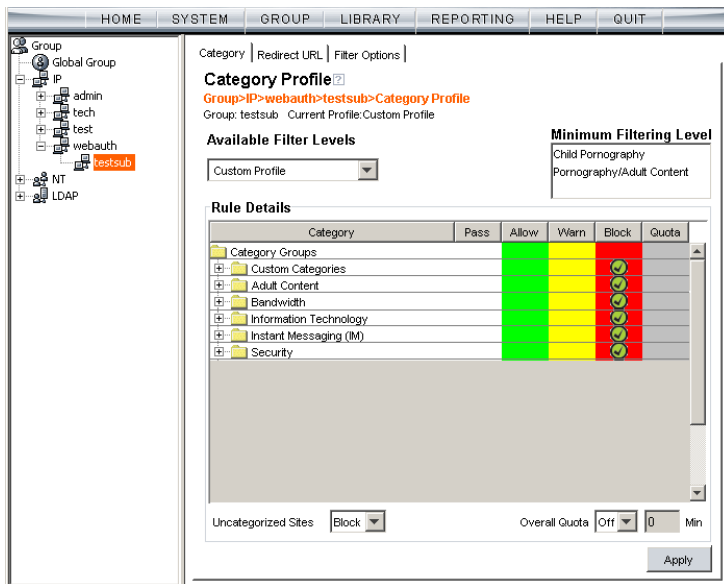 HOME SYSTEM GROUP LIBRARY REPORTING HELP QUIT
Group
Global Group
IP
admin
tech
test
webauth
testsub
NT
LDAP
Category Redirect URL Filter Options
Category Profile ?
Group>IP>webauth>testsub>Category Profile
Group: testsub Current Profile:Custom Profile
Available Filter Levels
Custom Profile
Minimum Filtering Level
Child Pornography
Pornography/Adult Content
Rule Details
Category Pass Allow Warn Block Quota
Category Groups
Custom Categories
Adult Content
Bandwidth
Information Technology
Instant Messaging (IM)
Security
Uncategorized Sites Block Overall Quota Off 0 Min
Apply